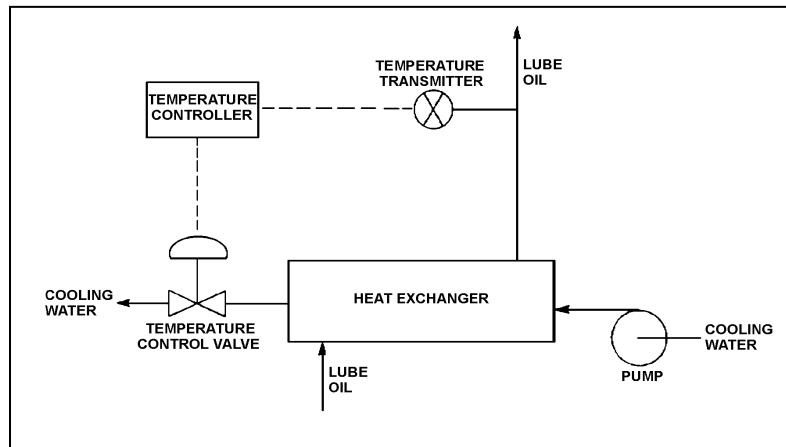 TEMPERATURE
TRANSMITTER
LUBE
OIL
TEMPERATURE
CONTROLLER
COOLING
WATER
TEMPERATURE
CONTROL VALVE
HEAT EXCHANGER
COOLING
WATER
PUMP
LUBE
OIL